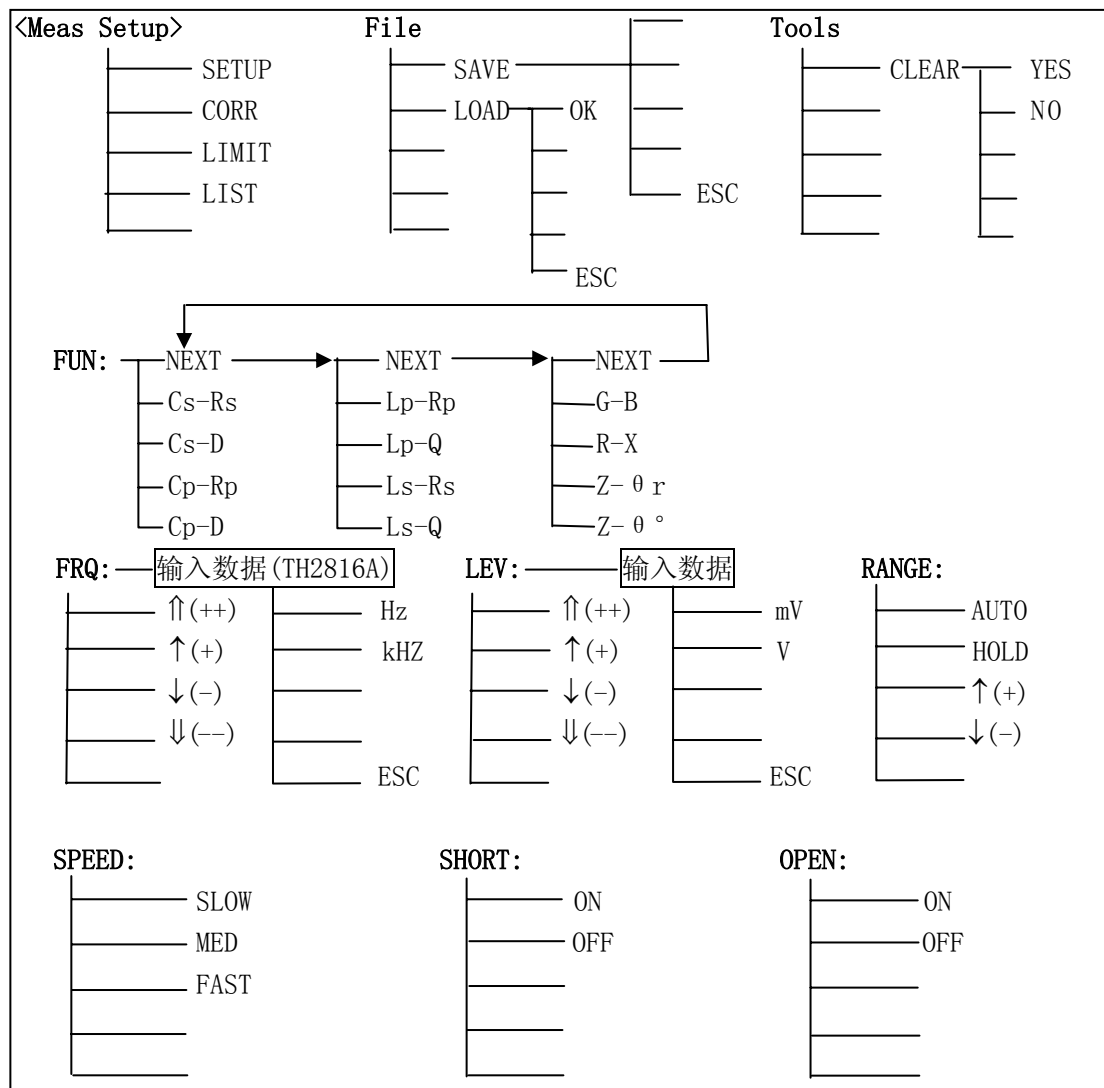 <Meas Setup> File Tools
SETUP SAVE CLEAR YES
CORR LOAD OK NO
LIMIT
LIST ESC
ESC
FUN: NEXT NEXT NEXT
Cs-Rs Lp-Rp G-B
Cs-D Lp-Q R-X
Cp-Rp Ls-Rs Z-θr
Cp-D Ls-Q Z-θ°
FRQ: 输入数据(TH2816A) LEV: 输入数据 RANGE:
⇑(++) Hz ⇑(++) mV AUTO
↑(+) kHZ ↑(+) V HOLD
↓(-) ↓(-) ↑(+)
⇓(--) ⇓(--) ↓(-)
ESC ESC
SPEED: SHORT: OPEN:
SLOW ON ON
MED OFF OFF
FAST